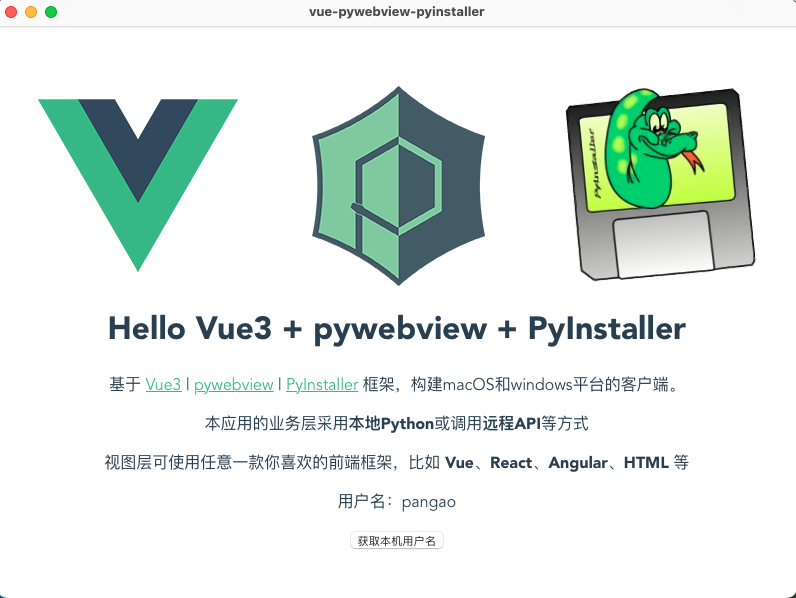 vue-pywebview-pyinstaller
PyInstaller
Hello Vue3 + pywebview + PyInstaller
基于 Vue3 | pywebview | PyInstaller 框架，构建macOS和windows平台的客户端。
本应用的业务层采用本地Python或调用远程API等方式
视图层可使用任意一款你喜欢的前端框架，比如 Vue、React、Angular、HTML 等
用户名：pangao
获取本机用户名